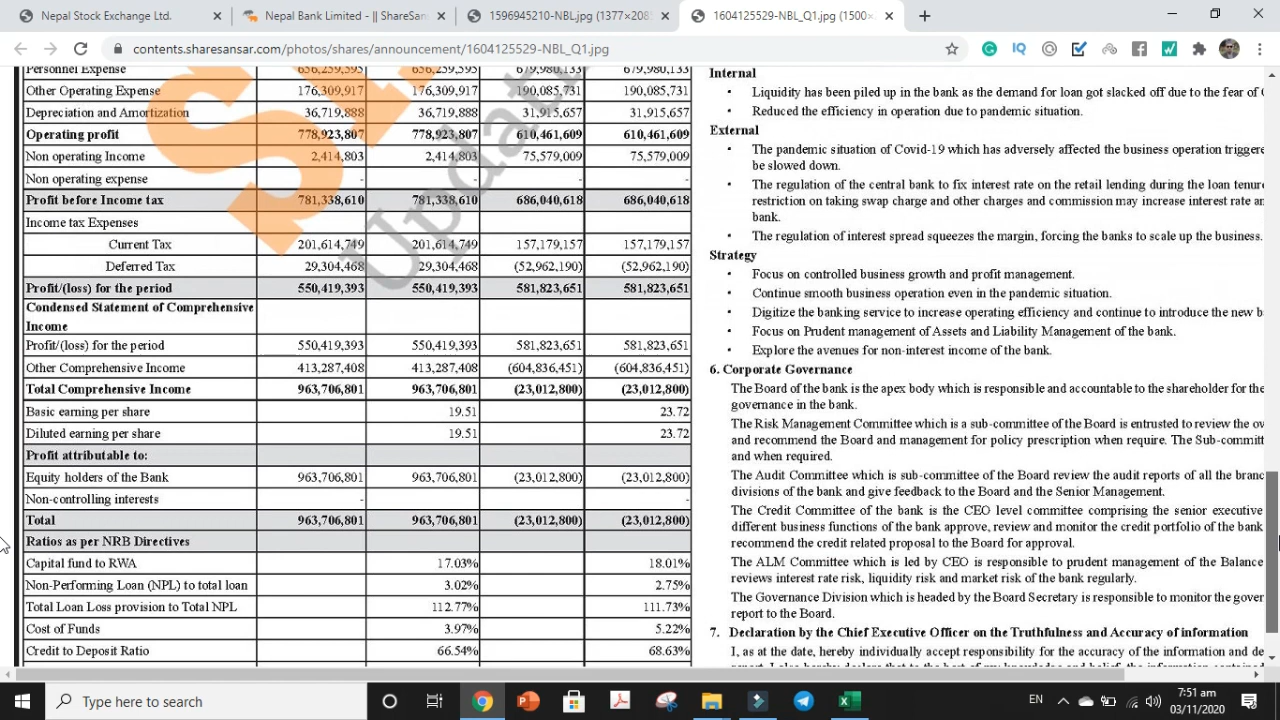 Nepal Stock Exchange Ltd.
Nepal Bank Limited - || ShareSan
1596945210-NBL.jpg (1377×208
1604125529-NBL_Q1.jpg (1500×
contents.sharesansar.com/photos/shares/announcement/1604125529-NBL_Q1.jpg
Personnel Expense 656,259,595 656,259,595 679,980,133 679,980,133
Other Operating Expense 176,309,917 176,309,917 190,085,731 190,085,731
Depreciation and Amortization 36,719,888 36,719,888 31,915,657 31,915,657
Operating profit 778,923,807 778,923,807 610,461,609 610,461,609
Non operating Income 2,414,803 2,414,803 75,579,009 75,579,009
Non operating expense - - - -
Profit before Income tax 781,338,610 781,338,610 686,040,618 686,040,618
Income tax Expenses
Current Tax 201,614,749 201,614,749 157,179,157 157,179,157
Deferred Tax 29,304,468 29,304,468 (52,962,190) (52,962,190)
Profit/(loss) for the period 550,419,393 550,419,393 581,823,651 581,823,651
Condensed Statement of Comprehensive
Income
Profit/(loss) for the period 550,419,393 550,419,393 581,823,651 581,823,651
Other Comprehensive Income 413,287,408 413,287,408 (604,836,451) (604,836,451)
Total Comprehensive Income 963,706,801 963,706,801 (23,012,800) (23,012,800)
Basic earning per share 19.51 23.72
Diluted earning per share 19.51 23.72
Profit attributable to:
Equity holders of the Bank 963,706,801 963,706,801 (23,012,800) (23,012,800)
Non-controlling interests - - - -
Total 963,706,801 963,706,801 (23,012,800) (23,012,800)
Ratios as per NRB Directives
Capital fund to RWA 17.03% 18.01%
Non-Performing Loan (NPL) to total loan 3.02% 2.75%
Total Loan Loss provision to Total NPL 112.77% 111.73%
Cost of Funds 3.97% 5.22%
Credit to Deposit Ratio 66.54% 68.63%
Updati
Internal
• Liquidity has been piled up in the bank as the demand for loan got slacked off due to the fear of
• Reduced the efficiency in operation due to pandemic situation.
External
• The pandemic situation of Covid-19 which has adversely affected the business operation triggere
be slowed down.
• The regulation of the central bank to fix interest rate on the retail lending during the loan tenure
restriction on taking swap charge and other charges and commission may increase interest rate an
bank.
• The regulation of interest spread squeezes the margin, forcing the banks to scale up the business.
Strategy
• Focus on controlled business growth and profit management.
• Continue smooth business operation even in the pandemic situation.
• Digitize the banking service to increase operating efficiency and continue to introduce the new b
• Focus on Prudent management of Assets and Liability Management of the bank.
• Explore the avenues for non-interest income of the bank.
6. Corporate Governance
The Board of the bank is the apex body which is responsible and accountable to the shareholder for the
governance in the bank.
The Risk Management Committee which is a sub-committee of the Board is entrusted to review the ov
and recommend the Board and management for policy prescription when require. The Sub-committ
and when required.
The Audit Committee which is sub-committee of the Board review the audit reports of all the branc
divisions of the bank and give feedback to the Board and the Senior Management.
The Credit Committee of the bank is the CEO level committee comprising the senior executive
different business functions of the bank approve, review and monitor the credit portfolio of the bank
recommend the credit related proposal to the Board for approval.
The ALM Committee which is led by CEO is responsible to prudent management of the Balance
reviews interest rate risk, liquidity risk and market risk of the bank regularly.
The Governance Division which is headed by the Board Secretary is responsible to monitor the gover
report to the Board.
7. Declaration by the Chief Executive Officer on the Truthfulness and Accuracy of information
I, as at the date, hereby individually accept responsibility for the accuracy of the information and de
Type here to search
EN
7:51 am
03/11/2020